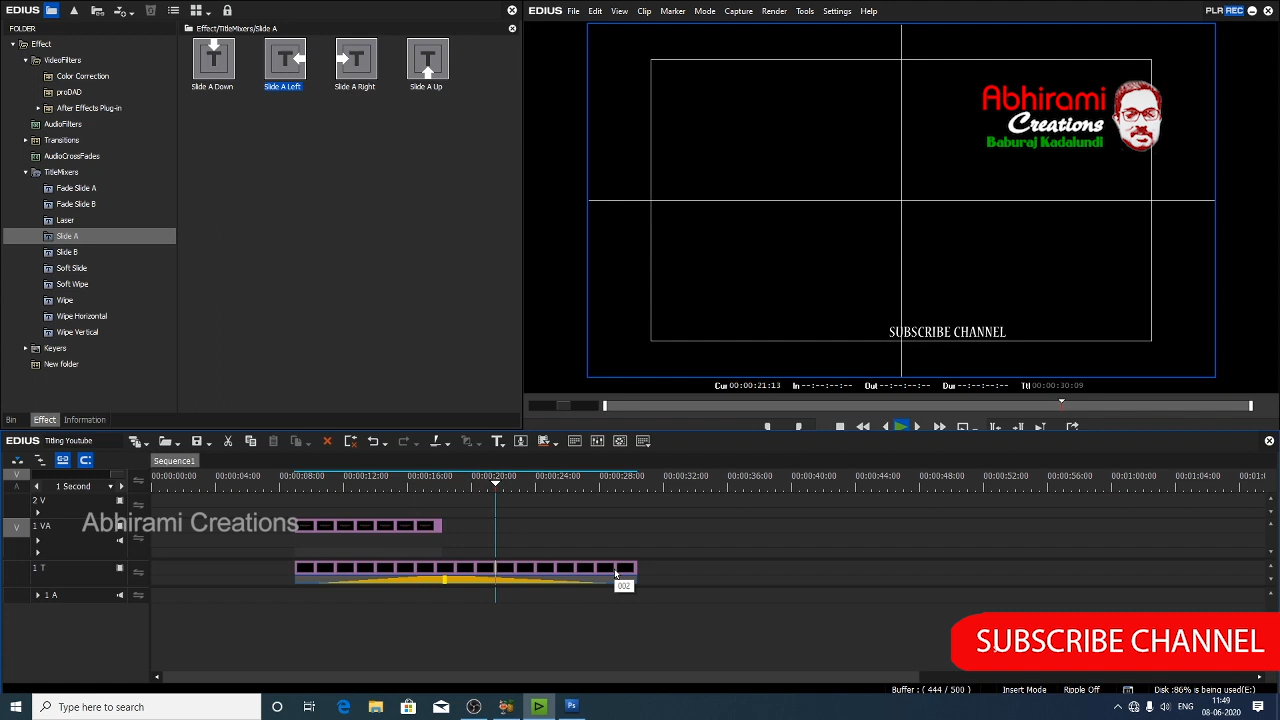 EDIUS
FOLDER
Effect
VideoFilters
Color Correction
proDAD
After Effects Plug-in
AudioFilters
Transitions
AudioCrossFades
TitleMixers
Fade Slide A
Fade Slide B
Laser
Slide A
Slide B
Soft Slide
Soft Wipe
Wipe
Wipe Horizontal
Wipe Vertical
Keyers
New folder
Effect/TitleMixers/Slide A
T T T T
Slide A Down Slide A Left Slide A Right Slide A Up
Bin Effect Information
EDIUS File Edit View Clip Marker Mode Capture Render Tools Settings Help PLR REC
Abhirami
Creations
Baburaj Kadalundi
SUBSCRIBE CHANNEL
Cur 00:00:21:13 In --:--:--:-- Out --:--:--:-- Dur --:--:--:-- Ttl 00:00:30:09
EDIUS Titling Youtube
Sequence1
V
A
1 Second
00:00:00:00 00:00:04:00 00:00:08:00 00:00:12:00 00:00:16:00 00:00:20:00 00:00:24:00 00:00:28:00 00:00:32:00 00:00:36:00 00:00:40:00 00:00:44:00 00:00:48:00 00:00:52:00 00:00:56:00 00:01:00:00 00:01:04:00
2 V
V 1 VA
Abhirami Creations
1 T
002
1 A
SUBSCRIBE CHANNEL
Buffer : ( 444 / 500 ) Insert Mode Ripple Off Disk :86% is being used(E:)
Type here to search
Ps
ENG
11:49
08-06-2020